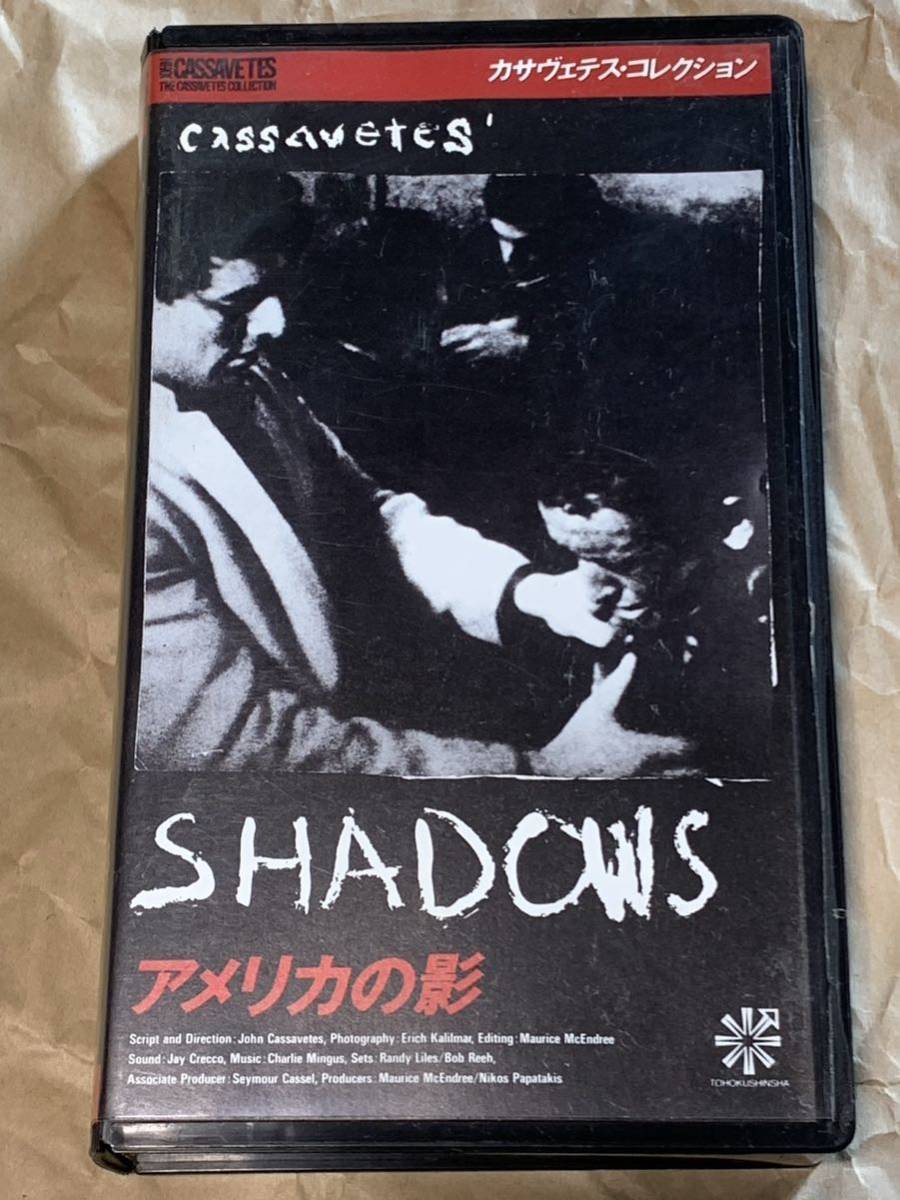 CASSAVETES
THE CASSAVETES COLLECTION
カサヴェテス・コレクション
cassavetes'
SHADOWS
アメリカの影
Script and Direction:John Cassavetes, Photography:Erich Kalilmar, Editing:Maurice McEndree
Sound:Jay Crecco, Music:Charlie Mingus, Sets:Randy Liles/Bob Reeh,
Associate Producer:Seymour Cassel, Producers:Maurice McEndree/Nikos Papatakis
TOHOKUSHINSHA